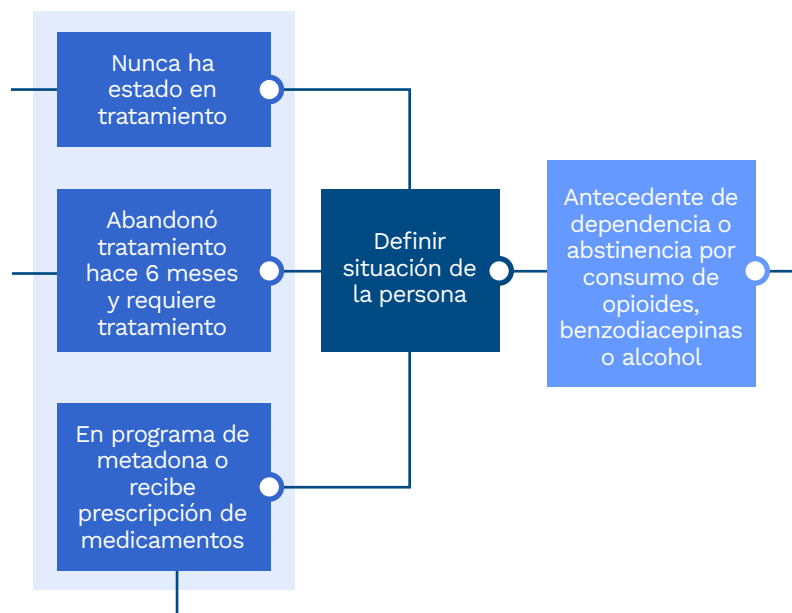 Nunca ha
estado en
tratamiento
Abandonó
tratamiento
hace 6 meses
y requiere
tratamiento
En programa de
metadona o
recibe
prescripción de
medicamentos
Definir
situación de
la persona
Antecedente de
dependencia o
abstinencia por
consumo de
opioides,
benzodiacepinas
o alcohol